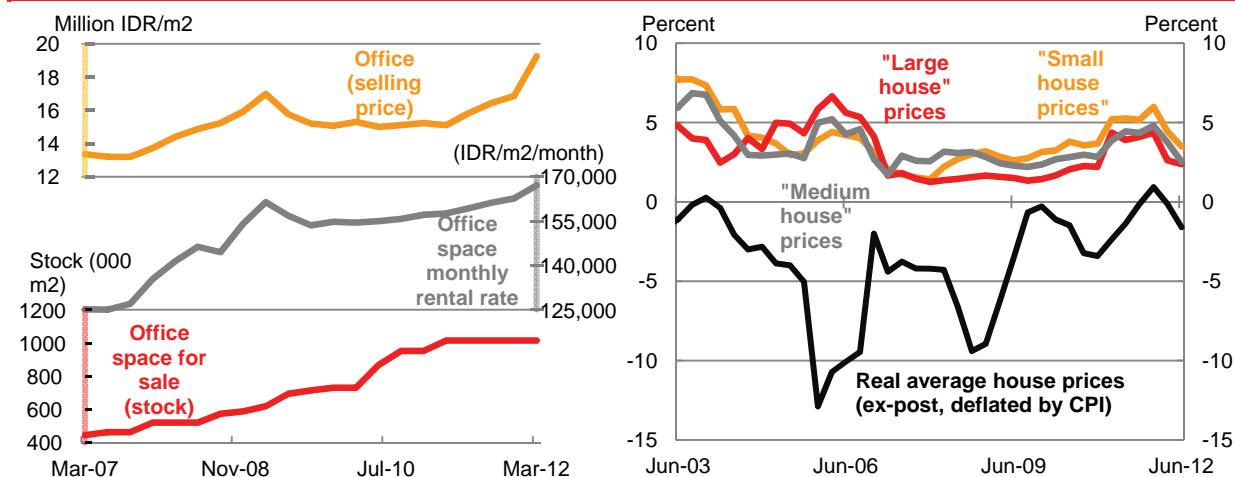 Million IDR/m2
20
18
16
14
12
Office
(selling
price)
(IDR/m2/month)
170,000
155,000
140,000
125,000
Office
space
monthly
rental rate
Stock (000
m2)
1200
1000
800
600
400
Office
space for
sale
(stock)
Mar-07
Nov-08
Jul-10
Mar-12
Percent
Percent
10
5
0
-5
-10
-15
10
5
0
-5
-10
-15
"Large
house"
prices
"Small
house
prices"
"Medium
house"
prices
Real average house prices
(ex-post, deflated by CPI)
Jun-03
Jun-06
Jun-09
Jun-12